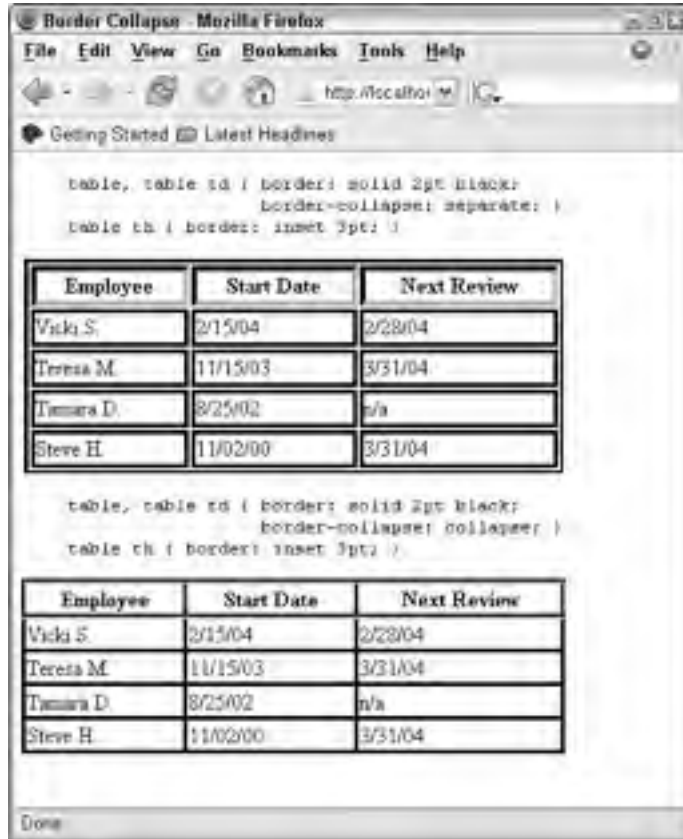 Border Collapse - Mozilla Firefox
File Edit View Go Bookmarks Tools Help
http://localhos
Getting Started Latest Headlines
table, table td { border: solid 2pt black;
border-collapse: separate; }
table th { border: inset 3pt; }
Employee Start Date Next Review
Vicki S. 2/15/04 2/28/04
Teresa M. 11/15/03 3/31/04
Tamara D. 8/25/02 n/a
Steve H. 11/02/00 3/31/04
table, table td { border: solid 2pt black;
border-collapse: collapse; }
table th { border: inset 3pt; }
Employee Start Date Next Review
Vicki S. 2/15/04 2/28/04
Teresa M. 11/15/03 3/31/04
Tamara D. 8/25/02 n/a
Steve H. 11/02/00 3/31/04
Done